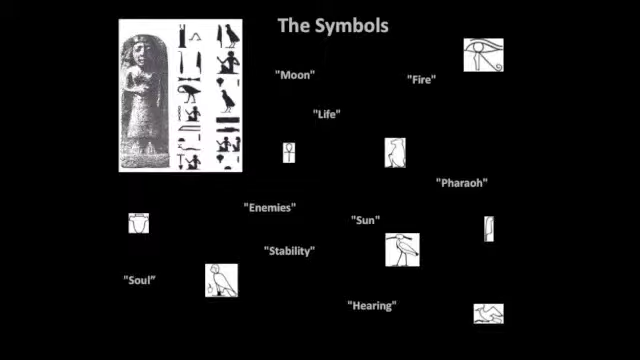 The Symbols
"Moon"
"Fire"
"Life"
"Pharaoh"
"Enemies"
"Sun"
"Stability"
"Soul"
"Hearing"